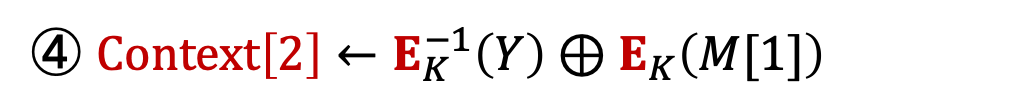 ④ Context[2] ← E_K^{-1}(Y) ⊕ E_K(M[1])